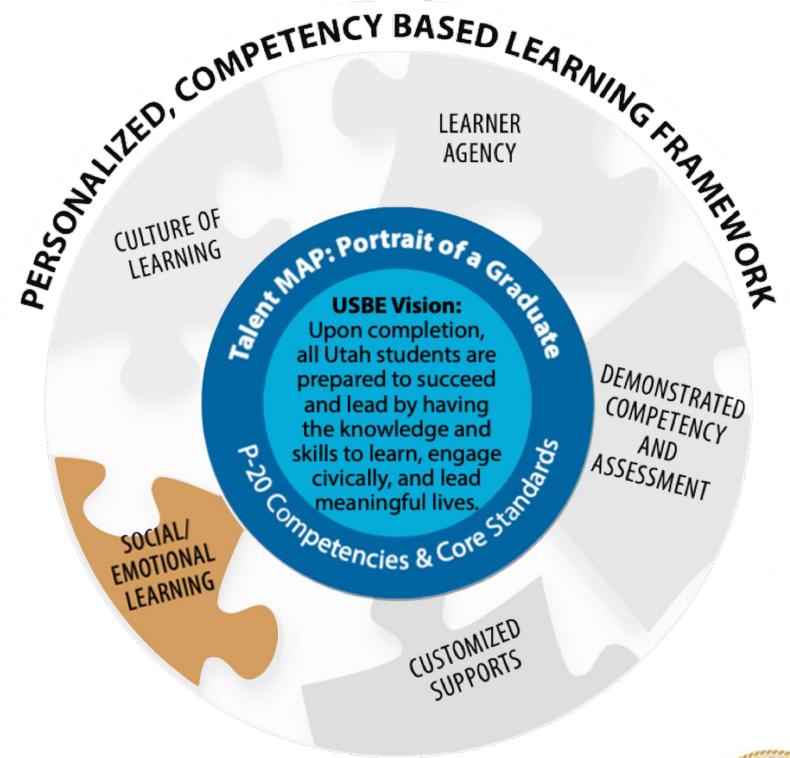 PERSONALIZED, COMPETENCY BASED LEARNING FRAMEWORK
LEARNER
AGENCY
CULTURE OF
LEARNING
Talent MAP: Portrait of a Graduate
USBE Vision:
Upon completion,
all Utah students are
prepared to succeed
and lead by having
the knowledge and
skills to learn, engage
civically, and lead
meaningful lives.
P-20 Competencies & Core Standards
DEMONSTRATED
COMPETENCY
AND
ASSESSMENT
SOCIAL/
EMOTIONAL
LEARNING
CUSTOMIZED
SUPPORTS